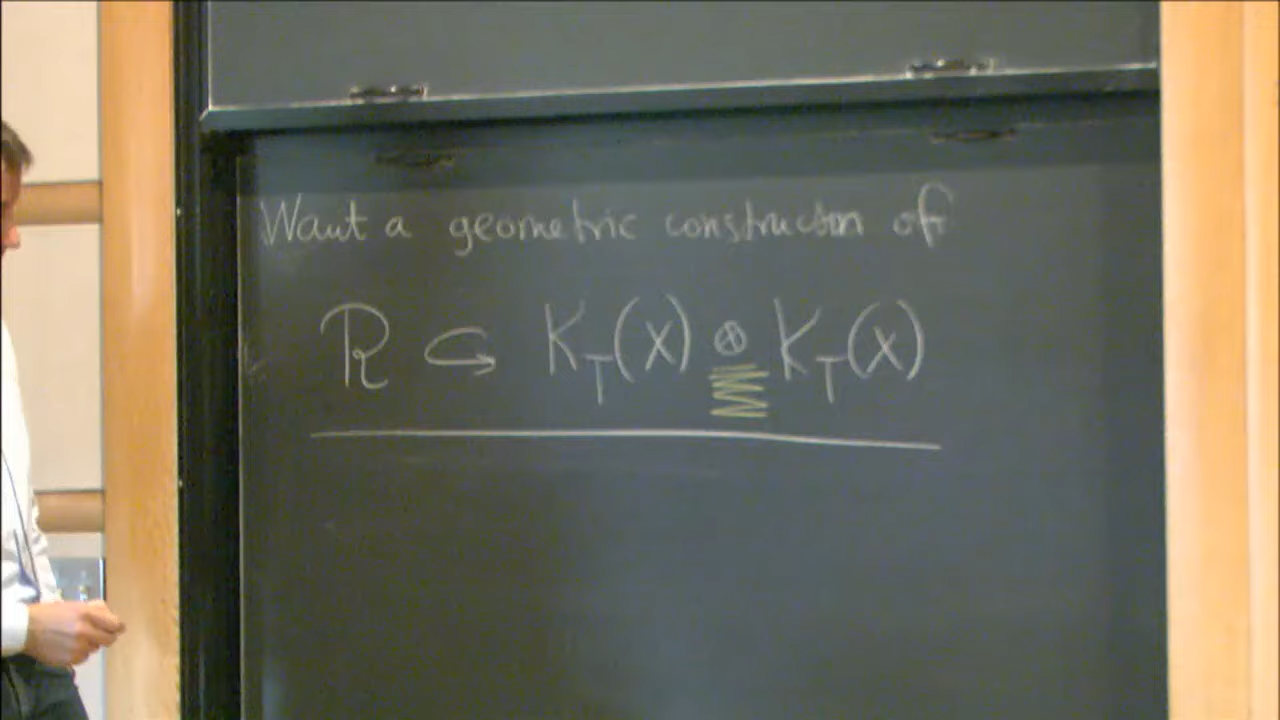 Want a geometric construction of
R ↪ K_T(X) ⊗ K_T(X)